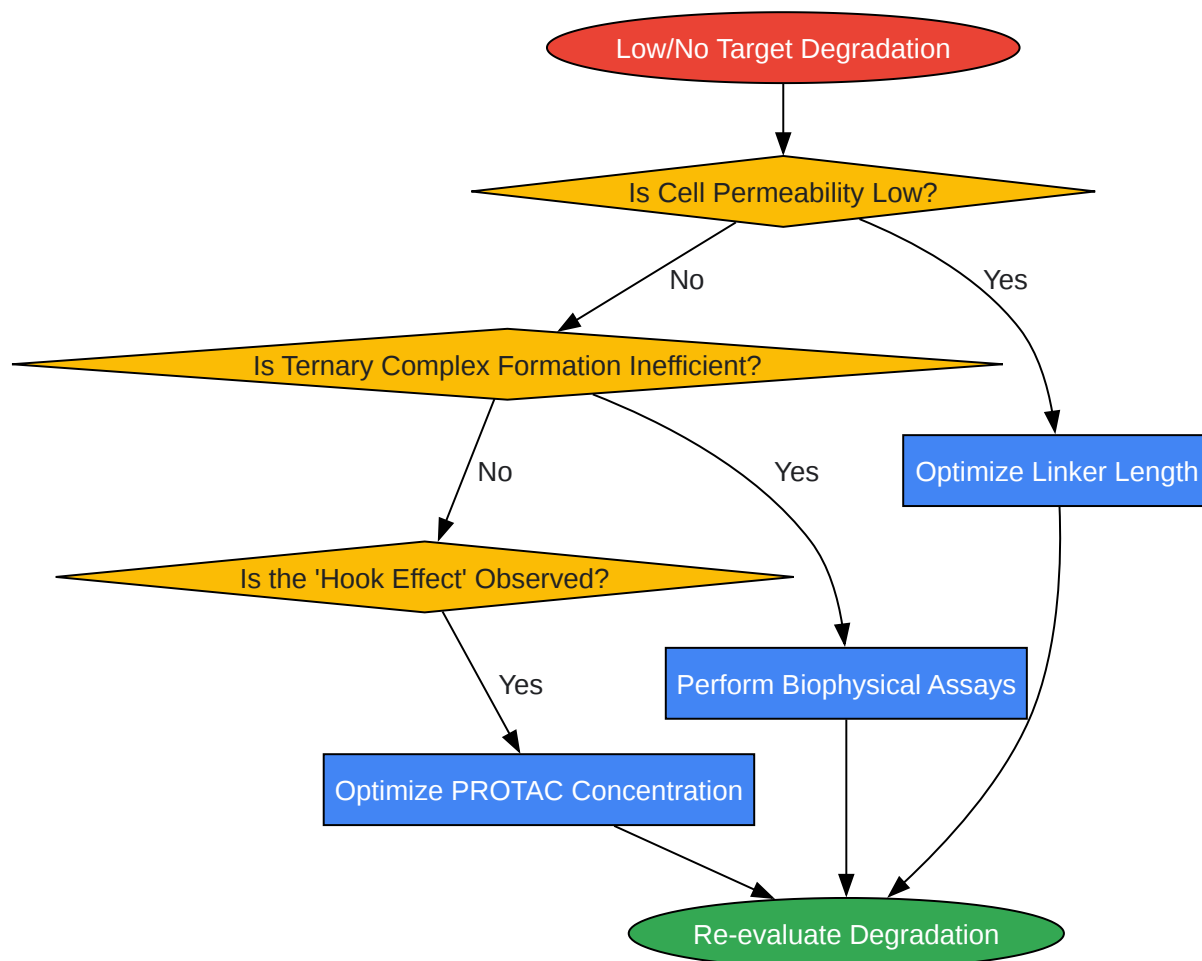 Low/No Target Degradation
Is Cell Permeability Low?
No
Yes
Is Ternary Complex Formation Inefficient?
No
Yes
Optimize Linker Length
Is the 'Hook Effect' Observed?
Yes
Perform Biophysical Assays
Optimize PROTAC Concentration
Re-evaluate Degradation